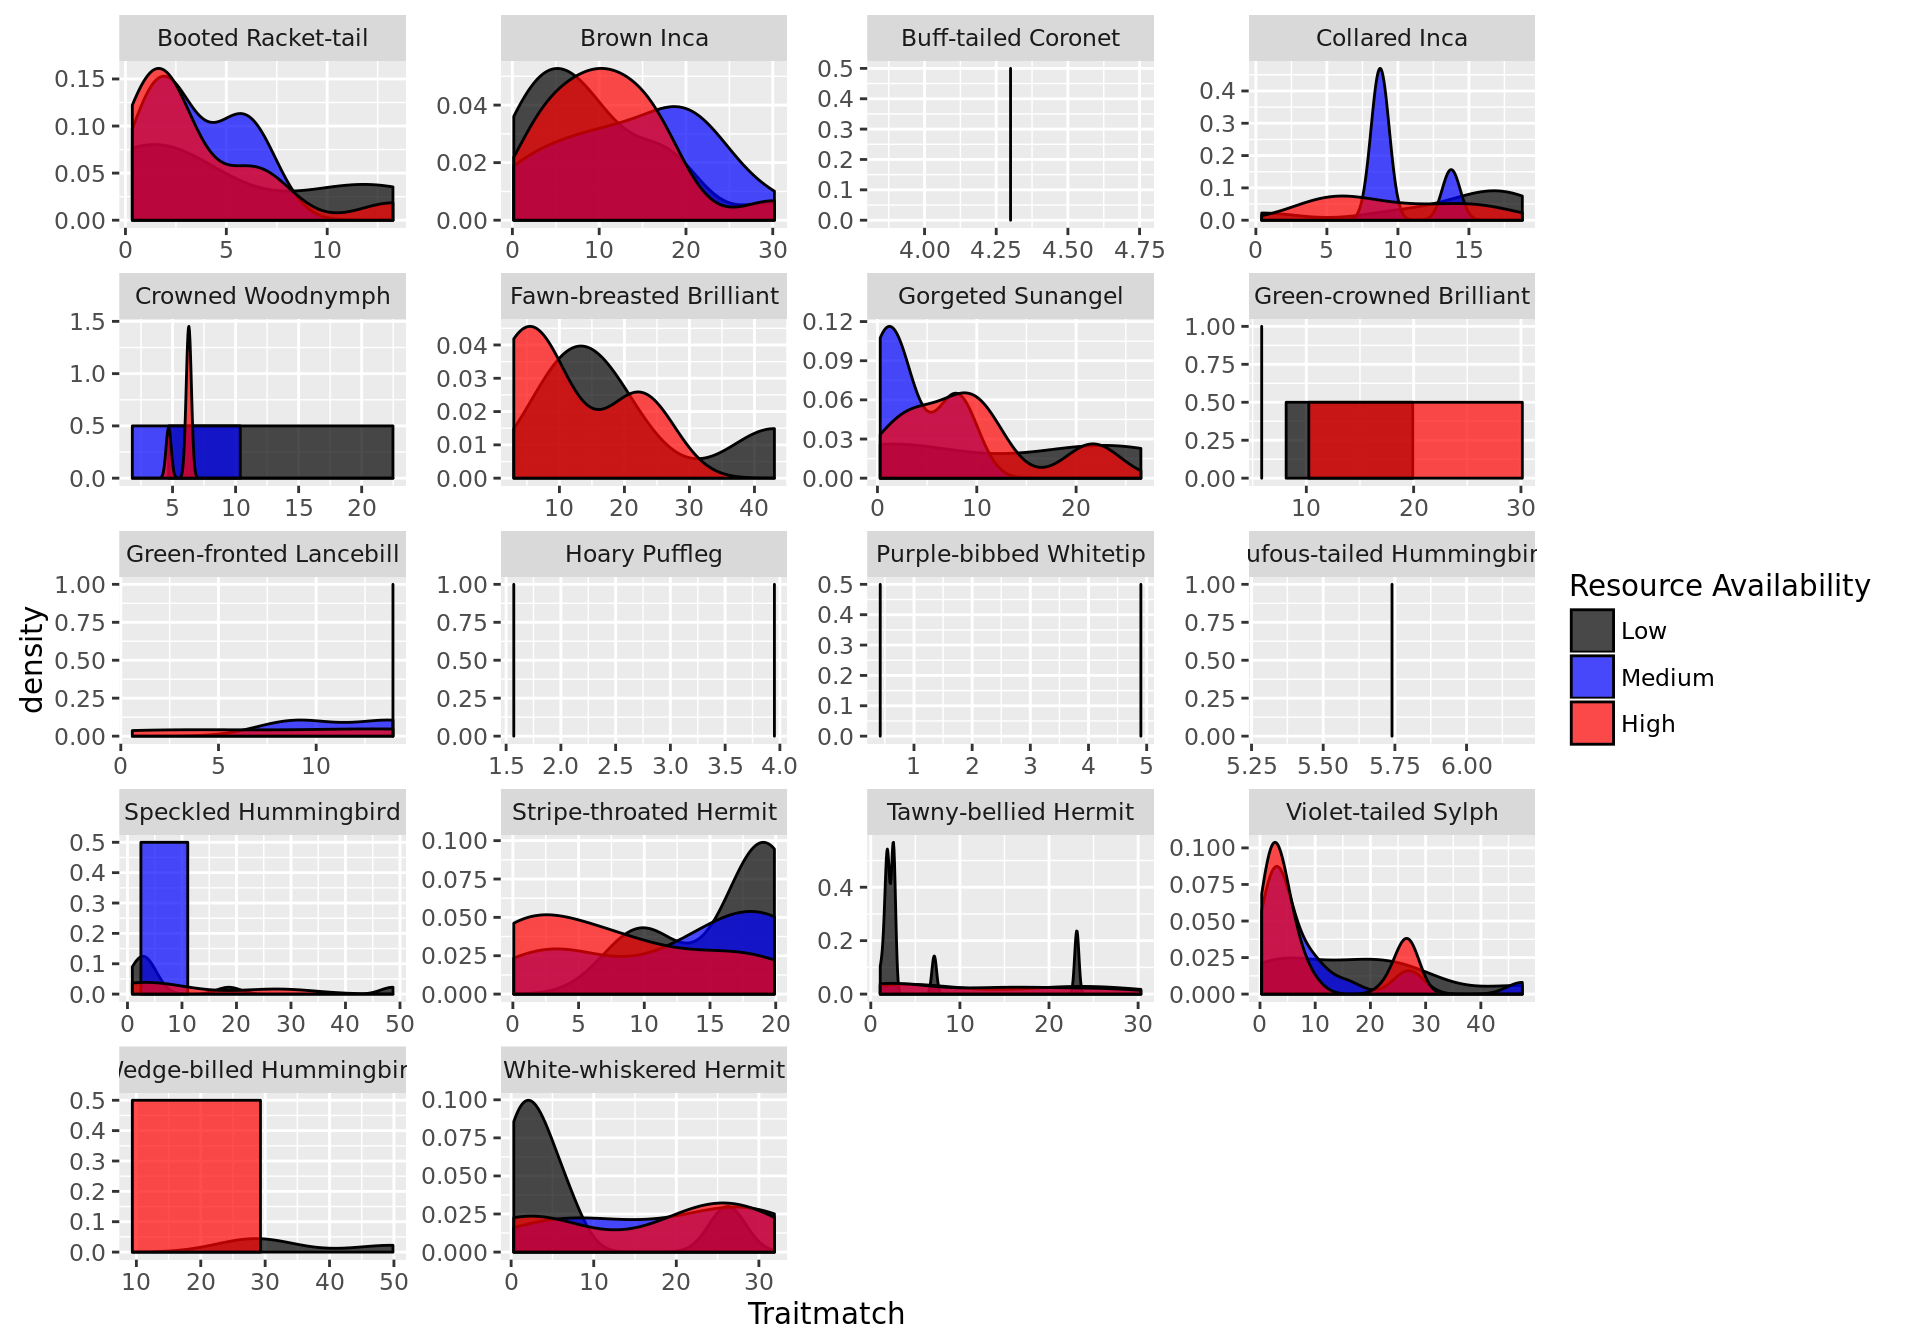 Booted Racket-tail
Brown Inca
Buff-tailed Coronet
Collared Inca
0.15
0.10
0.05
0.00
0 5 10
0.04
0.02
0.00
0 10 20 30
0.5
0.4
0.3
0.2
0.1
0.0
4.00 4.25 4.50 4.75
0.4
0.3
0.2
0.1
0.0
0 5 10 15
Crowned Woodnymph
Fawn-breasted Brilliant
Gorgeted Sunangel
Green-crowned Brilliant
1.5
1.0
0.5
0.0
5 10 15 20
0.04
0.03
0.02
0.01
0.00
10 20 30 40
0.12
0.09
0.06
0.03
0.00
0 10 20
1.00
0.75
0.50
0.25
0.00
10 20 30
Green-fronted Lancebill
Hoary Puffleg
Purple-bibbed Whitetip
ufous-tailed Hummingbir
1.00
0.75
0.50
0.25
0.00
0 5 10
1.00
0.75
0.50
0.25
0.00
1.5 2.0 2.5 3.0 3.5 4.0
0.5
0.4
0.3
0.2
0.1
0.0
1 2 3 4 5
1.00
0.75
0.50
0.25
0.00
5.25 5.50 5.75 6.00
Speckled Hummingbird
Stripe-throated Hermit
Tawny-bellied Hermit
Violet-tailed Sylph
0.5
0.4
0.3
0.2
0.1
0.0
0 10 20 30 40 50
0.100
0.075
0.050
0.025
0.000
0 5 10 15 20
0.4
0.2
0.0
0 10 20 30
0.100
0.075
0.050
0.025
0.000
0 10 20 30 40
Vedge-billed Hummingbir
White-whiskered Hermit
0.5
0.4
0.3
0.2
0.1
0.0
10 20 30 40 50
0.100
0.075
0.050
0.025
0.000
0 10 20 30
density
Traitmatch
Resource Availability
Low
Medium
High